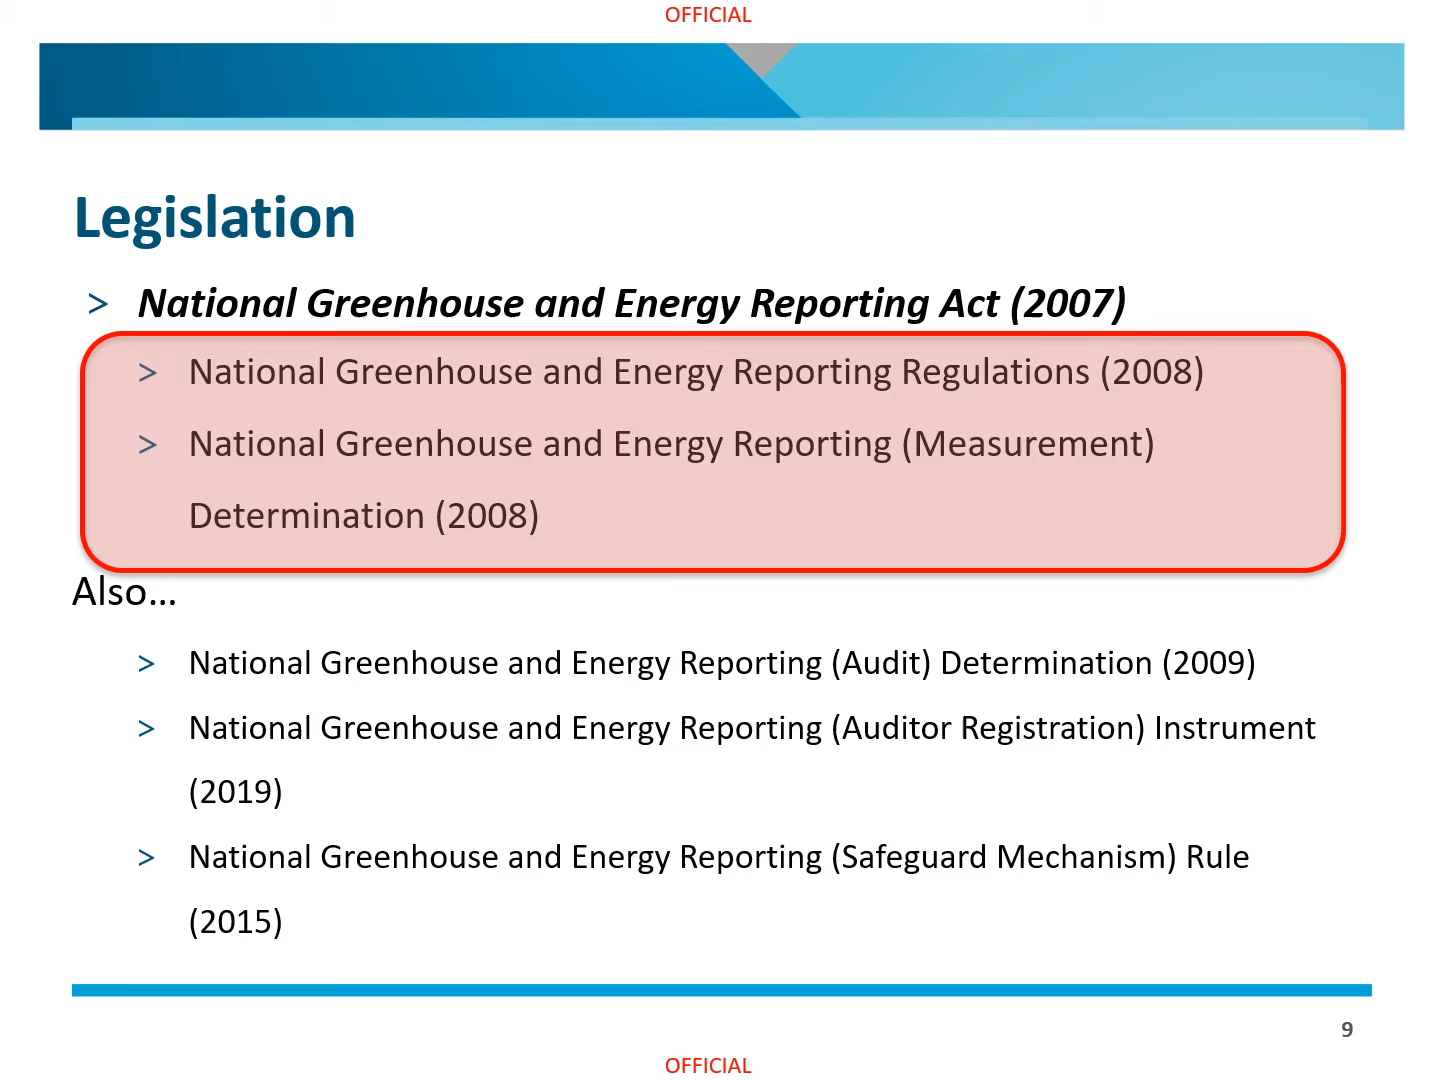 OFFICIAL
Legislation
> National Greenhouse and Energy Reporting Act (2007)
> National Greenhouse and Energy Reporting Regulations (2008)
> National Greenhouse and Energy Reporting (Measurement)
Determination (2008)
Also…
> National Greenhouse and Energy Reporting (Audit) Determination (2009)
> National Greenhouse and Energy Reporting (Auditor Registration) Instrument
(2019)
> National Greenhouse and Energy Reporting (Safeguard Mechanism) Rule
(2015)
9
OFFICIAL